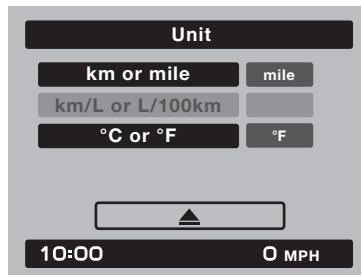 Unit
km or mile mile
km/L or L/100km
°C or °F °F
10:00 0 MPH